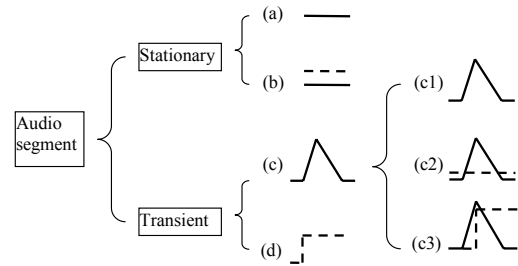 (a)
Stationary
(b)
(c1)
Audio
segment
(c)
(c2)
Transient
(d)
(c3)